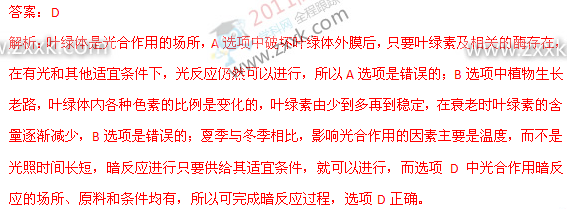 答案：D
解析：叶绿体是光合作用的场所，A选项中破坏叶绿体外膜后，只要叶绿素及相关的酶存在，
在有光和其他适宜条件下，光反应仍然可以进行，所以A选项是错误的；B选项中植物生长
老路，叶绿体内各种色素的比例是变化的，叶绿素由少到多再到稳定，在衰老时叶绿素的含
量逐渐减少，B选项是错误的；夏季与冬季相比，影响光合作用的因素主要是温度，而不是
光照时间长短，暗反应进行只要供给其适宜条件，就可以进行，而选项 D 中光合作用暗反
应的场所、原料和条件均有，所以可完成暗反应过程，选项 D正确。